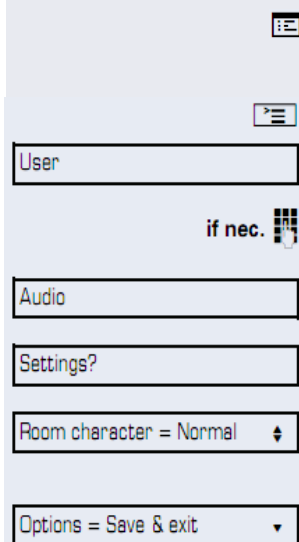 User
if nec.
Audio
Settings?
Room character = Normal
Options = Save & exit